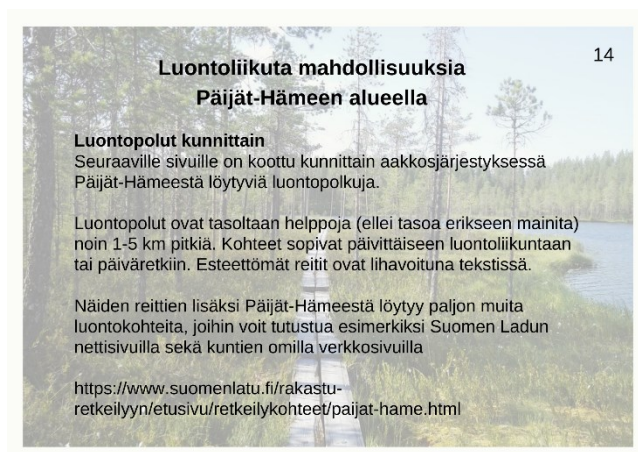 14
Luontoliikuta mahdollisuuksia
Päijät-Hämeen alueella
Luontopolut kunnittain
Seuraaville sivuille on koottu kunnittain aakkosjärjestyksessä
Päijät-Hämeestä löytyviä luontopolkuja.
Luontopolut ovat tasoltaan helppoja (ellei tasoa erikseen mainita)
noin 1-5 km pitkiä. Kohteet sopivat päivittäiseen luontoliikuntaan
tai päiväretkiin. Esteettömät reitit ovat lihavoituna tekstissä.
Näiden reittien lisäksi Päijät-Hämeestä löytyy paljon muita
luontokohteita, joihin voit tutustua esimerkiksi Suomen Ladun
nettisivuilla sekä kuntien omilla verkkosivuilla
https://www.suomenlatu.fi/rakastu-
retkeilyyn/etusivu/retkeilykohteet/paijat-hame.html